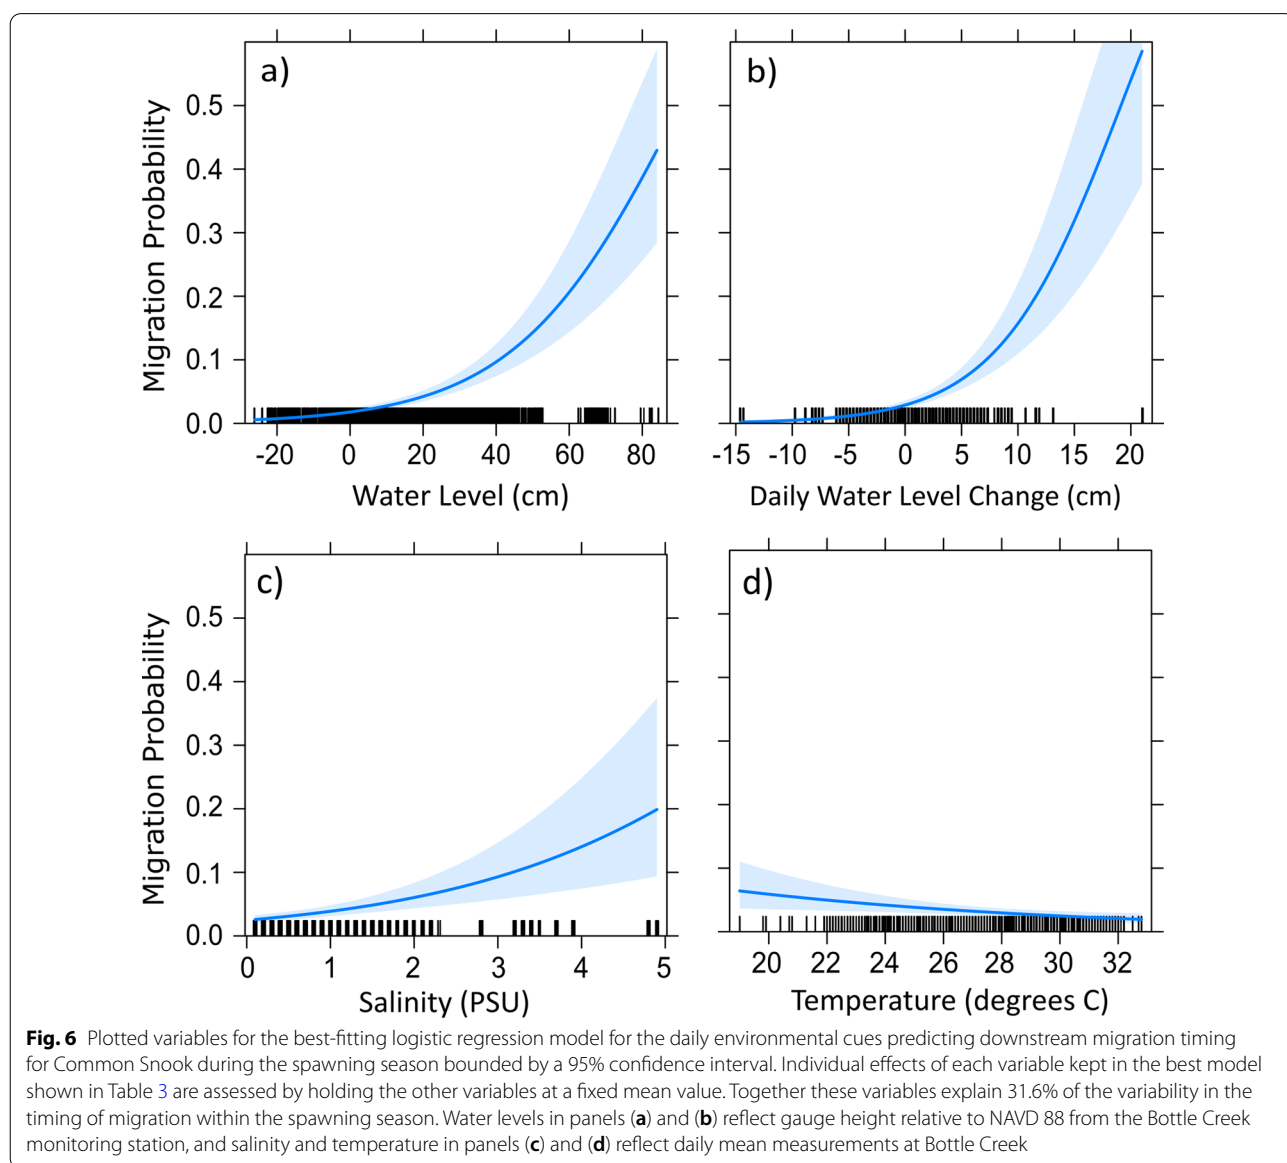 a)
Migration Probability
0.5
0.4
0.3
0.2
0.1
0.0
-20 0 20 40 60 80
Water Level (cm)
b)
-15 -10 -5 0 5 10 15 20
Daily Water Level Change (cm)
c)
Migration Probability
0.5
0.4
0.3
0.2
0.1
0.0
0 1 2 3 4 5
Salinity (PSU)
d)
20 22 24 26 28 30 32
Temperature (degrees C)
Fig. 6 Plotted variables for the best-fitting logistic regression model for the daily environmental cues predicting downstream migration timing
for Common Snook during the spawning season bounded by a 95% confidence interval. Individual effects of each variable kept in the best model
shown in Table 3 are assessed by holding the other variables at a fixed mean value. Together these variables explain 31.6% of the variability in the
timing of migration within the spawning season. Water levels in panels (a) and (b) reflect gauge height relative to NAVD 88 from the Bottle Creek
monitoring station, and salinity and temperature in panels (c) and (d) reflect daily mean measurements at Bottle Creek